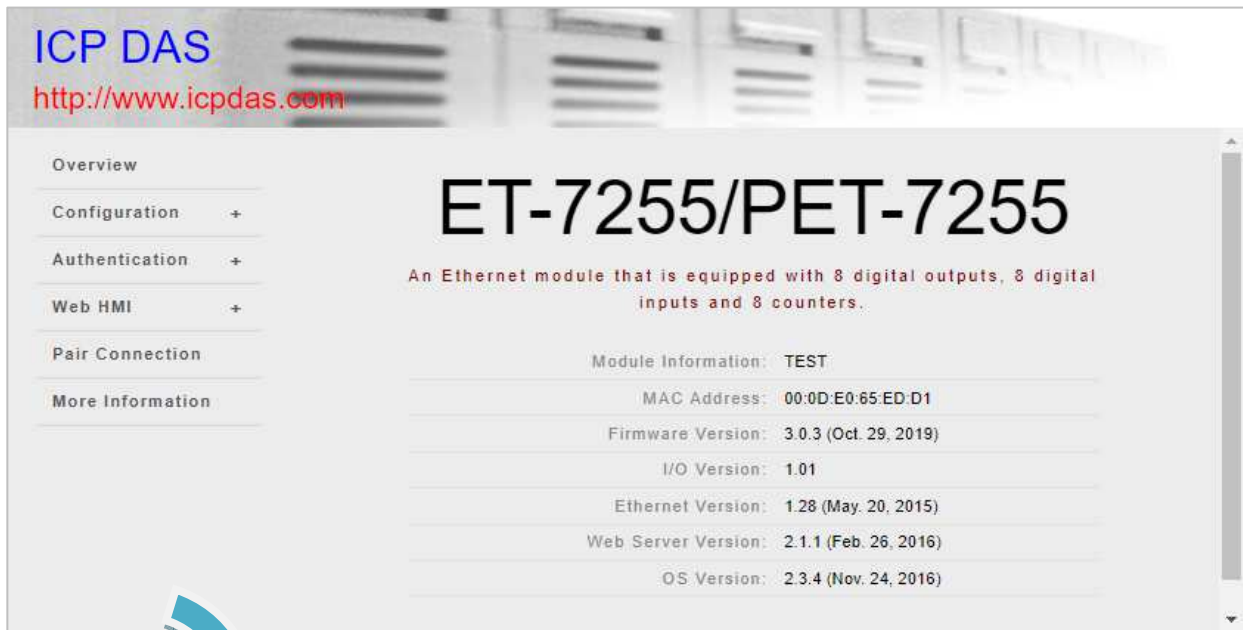 ICP DAS
http://www.icpdas.com
Overview
Configuration +
Authentication +
Web HMI +
Pair Connection
More Information
ET-7255/PET-7255
An Ethernet module that is equipped with 8 digital outputs, 8 digital
inputs and 8 counters.
Module Information: TEST
MAC Address: 00:0D:E0:65:ED:D1
Firmware Version: 3.0.3 (Oct. 29, 2019)
I/O Version: 1.01
Ethernet Version: 1.28 (May. 20, 2015)
Web Server Version: 2.1.1 (Feb. 26, 2016)
OS Version: 2.3.4 (Nov. 24, 2016)